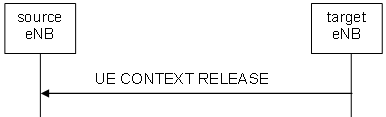 source
eNB
target
eNB
UE CONTEXT RELEASE